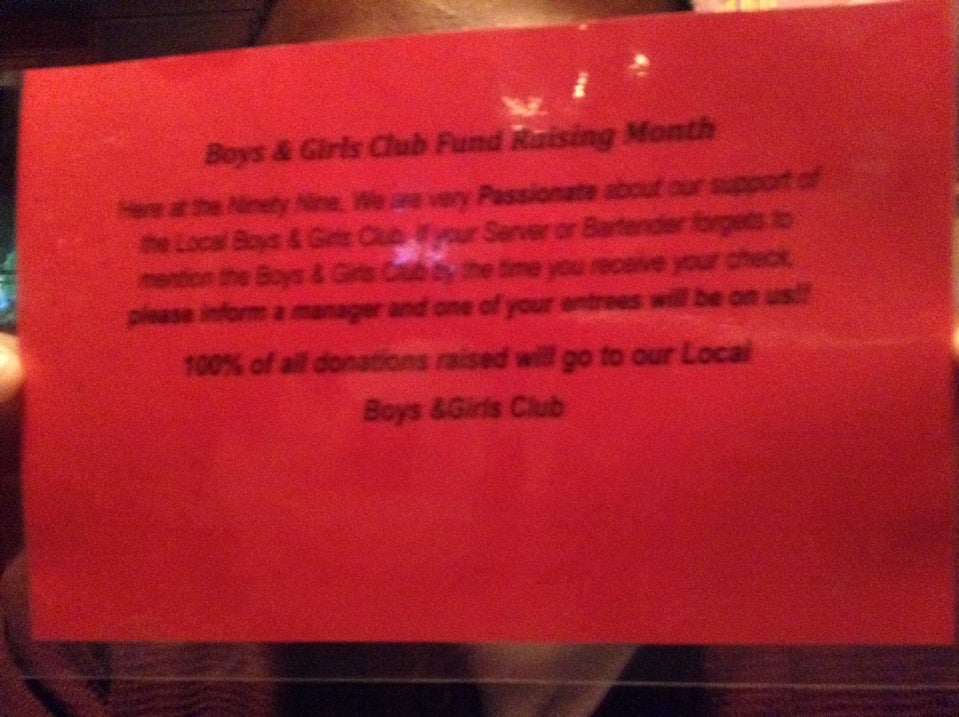 Boys & Girls Club Fund Raising Month
Here at the Ninety Nine, We are very Passionate about our support of
the Local Boys & Girls Club. If your Server or Bartender forgets to
mention the Boys & Girls Club by the time you receive your check,
please inform a manager and one of your entrees will be on us!!
100% of all donations raised will go to our Local
Boys &Girls Club